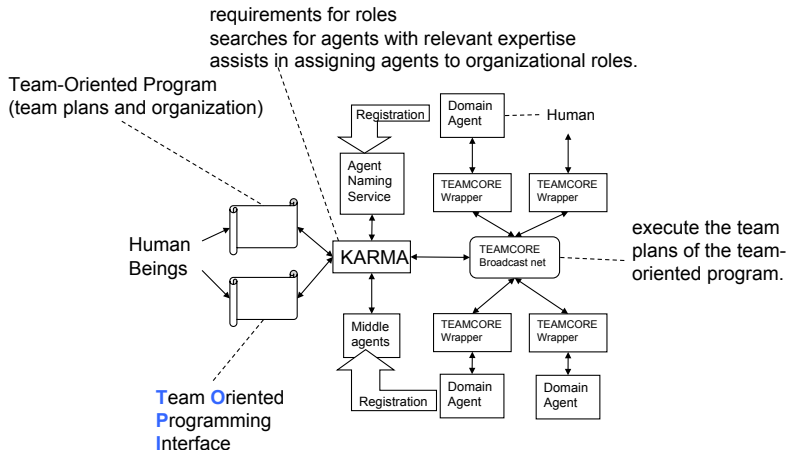 requirements for roles
searches for agents with relevant expertise
assists in assigning agents to organizational roles.
Team-Oriented Program
(team plans and organization)
Registration
Domain
Agent
Human
Agent
Naming
Service
TEAMCORE
Wrapper
TEAMCORE
Wrapper
Human
Beings
KARMA
TEAMCORE
Broadcast net
execute the team
plans of the team-
oriented program.
Middle
agents
TEAMCORE
Wrapper
TEAMCORE
Wrapper
Registration
Domain
Agent
Domain
Agent
Team Oriented
Programming
Interface